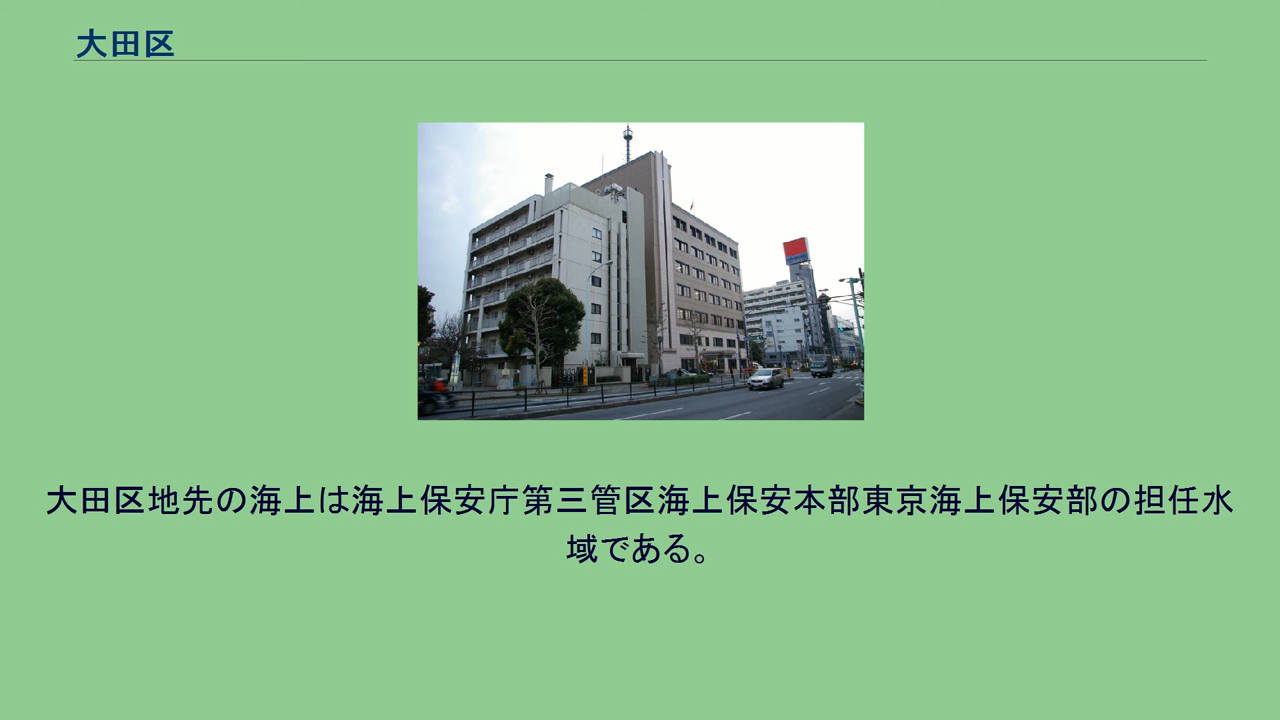 大田区
大田区地先の海上は海上保安庁第三管区海上保安本部東京海上保安部の担任水
域である。